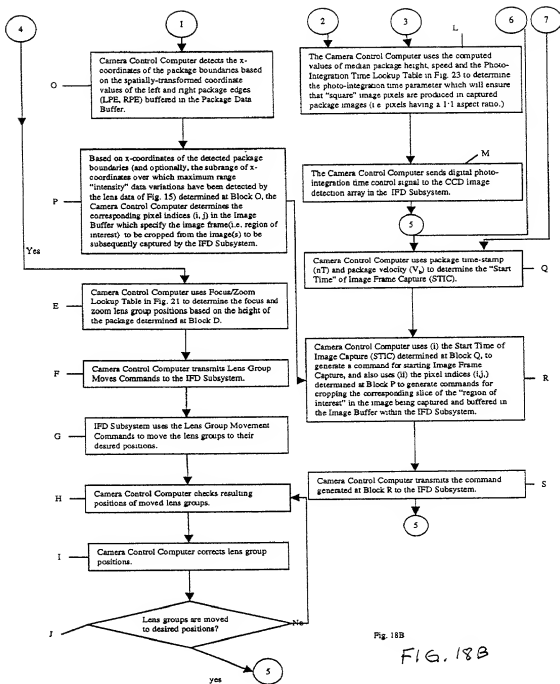 4
1
2
3
6
7
L
Camera Control Computer detects the x-
coordinates of the package boundaries
based on the spatially-transformed coordinate
values of the left and right package edges
(LPE, RPE) buffered in the Package Data
Buffer.
O
Based on x-coordinates of the detected package
boundaries (and optionally, the subrange of x-
coordinates over which maximum range
"intensity" data variations have been detected by
the lens data of Fig. 15) determined at Block O, the
Camera Control Computer determines the
corresponding pixel indices (i, j) in the Image
Buffer which specify the image frame(i.e. region of
interest) to be cropped from the image(s) to be
subsequently captured by the IFD Subsystem.
P
Yes
Camera Control Computer uses Focus/Zoom
Lookup Table in Fig. 21 to determine the focus and
zoom lens group positions based on the height of
the package determined at Block D.
E
Camera Control Computer transmits Lens Group
Moves Commands to the IFD Subsystem.
F
IFD Subsystem uses the Lens Group Movement
Commands to move the lens groups to their
desired positions.
G
Camera Control Computer checks resulting
positions of moved lens groups.
H
Camera Control Computer corrects lens group
positions.
I
Lens groups are moved
to desired positions?
J
No
yes
5
The Camera Control Computer uses the computed
values of median package height, speed and the Photo-
Integration Time Lookup Table in Fig. 23 to determine
the photo-integration time parameter which will ensure
that "square" image pixels are produced in captured
package images (i.e pixels having a 1:1 aspect ratio.)
M
The Camera Control Computer sends digital photo-
integration time control signal to the CCD image
detection array in the IFD Subsystem.
5
Camera Control Computer uses package time-stamp
(nT) and package velocity (Vb) to determine the "Start
Time" of Image Frame Capture (STIC).
Q
Camera Control Computer uses (i) the Start Time of
Image Capture (STIC) determined at Block Q, to
generate a command for starting Image Frame
Capture, and also uses (ii) the pixel indices (i,j,)
determined at Block P to generate commands for
cropping the corresponding slice of the "region of
interest" in the image being captured and buffered in
the Image Buffer within the IFD Subsystem.
R
Camera Control Computer transmits the command
generated at Block R to the IFD Subsystem.
S
5
Fig. 18B
FIG. 18B